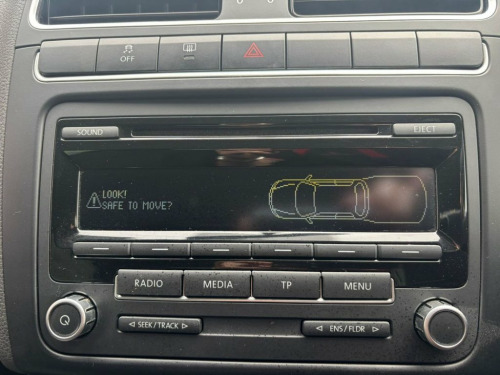 OFF
SOUND
EJECT
LOOK!
SAFE TO MOVE?
RADIO
MEDIA
TP
MENU
SEEK / TRACK
ENS / FLDR